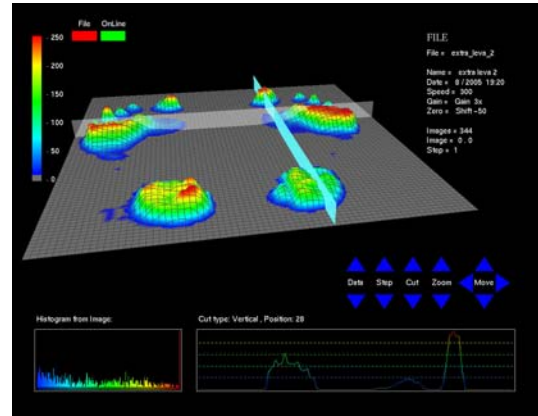 File OnLine
250
200
150
100
50
0
FILE
File = extra_leva_2
Name = extra leva 2
Date = 8 / 2005 19:20
Speed = 300
Gain = Gain 3x
Zero = Shift -50
Images = 344
Image = 0 . 0
Step = 1
Data Step Cut Zoom Move
Histogram from Image:
Cut type: Vertical , Position: 28